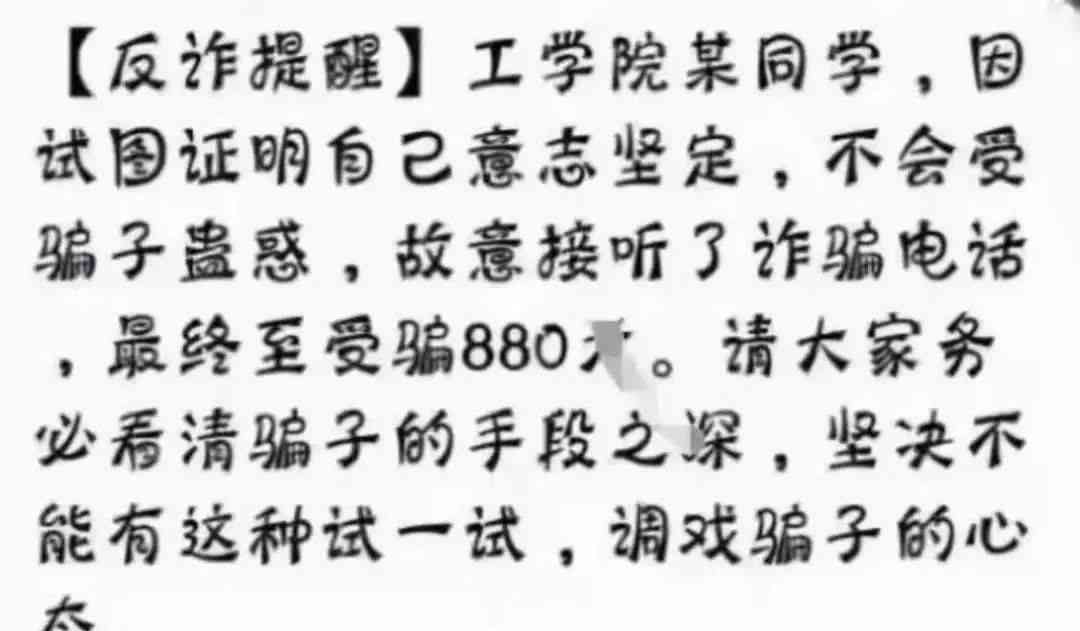 【反诈提醒】工学院某同学，因
试图证明自己意志坚定，不会受
骗子蛊惑，故意接听了诈骗电话
，最终至受骗880元。请大家务
必看清骗子的手段之深，坚决不
能有这种试一试，调戏骗子的心
态